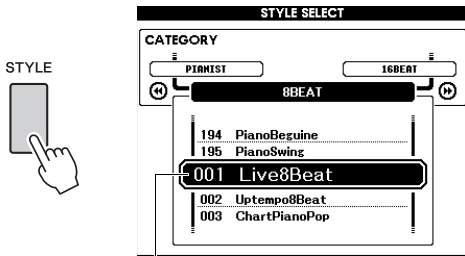 STYLE SELECT
CATEGORY
STYLE
PIANIST
16BEAT
8BEAT
194 PianoBeguine
195 PianoSwing
001 Live8Beat
002 Uptempo8Beat
003 ChartPianoPop